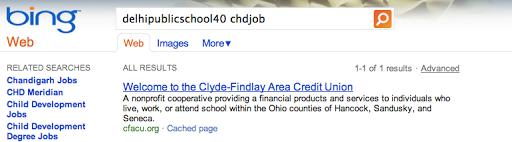 bing
delhipublicschool40 chdjob
Web
Web Images More▾
RELATED SEARCHES
Chandigarh Jobs
CHD Meridian
Child Development
Jobs
Child Development
Degree Jobs
ALL RESULTS
1-1 of 1 results · Advanced
Welcome to the Clyde-Findlay Area Credit Union
A nonprofit cooperative providing a financial products and services to individuals who
live, work, or attend school within the Ohio counties of Hancock, Sandusky, and
Seneca.
cfacu.org · Cached page